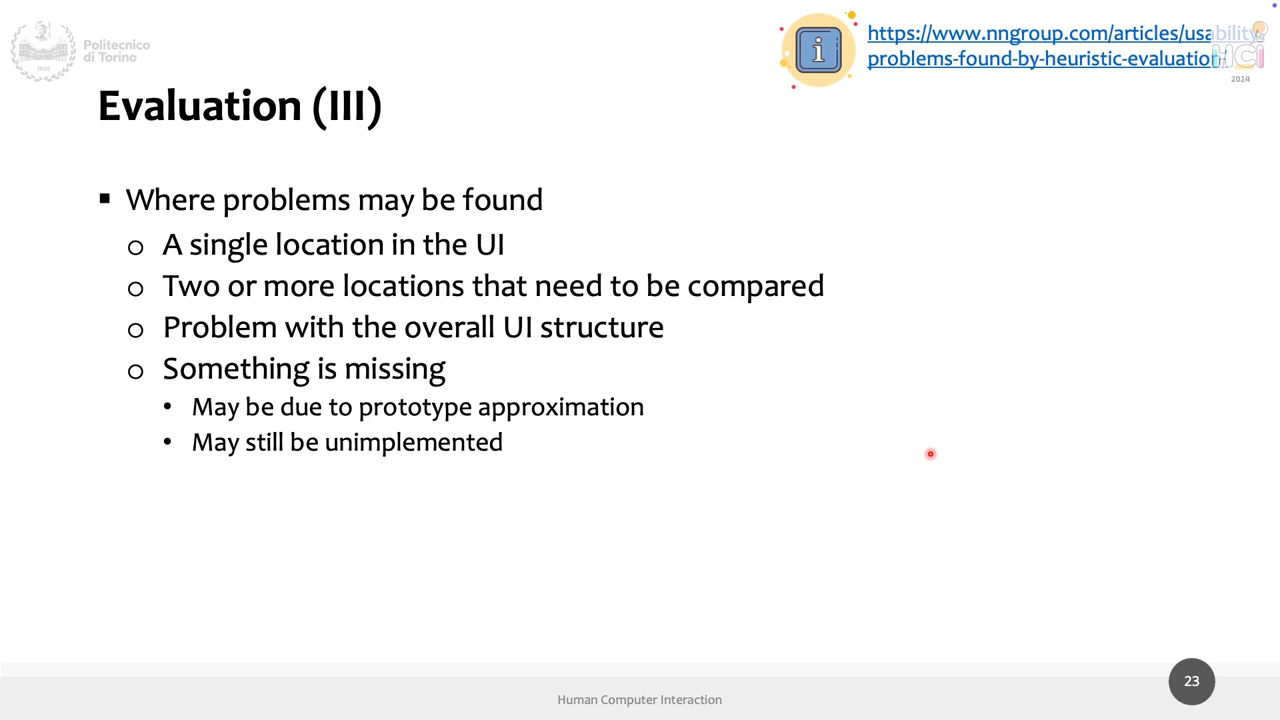 Politecnico
di Torino
1859
https://www.nngroup.com/articles/usability-
problems-found-by-heuristic-evaluation
HCI
2024
Evaluation (III)
▪ Where problems may be found
o A single location in the UI
o Two or more locations that need to be compared
o Problem with the overall UI structure
o Something is missing
• May be due to prototype approximation
• May still be unimplemented
Human Computer Interaction
23